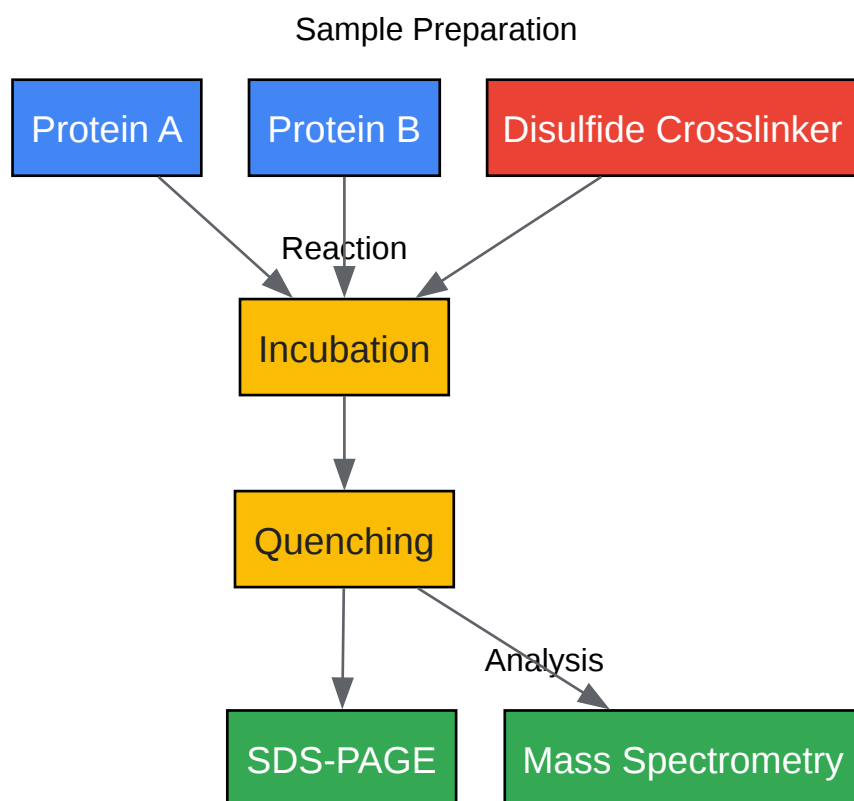 Sample Preparation
Protein A
Protein B
Disulfide Crosslinker
Reaction
Incubation
Quenching
Analysis
SDS-PAGE
Mass Spectrometry